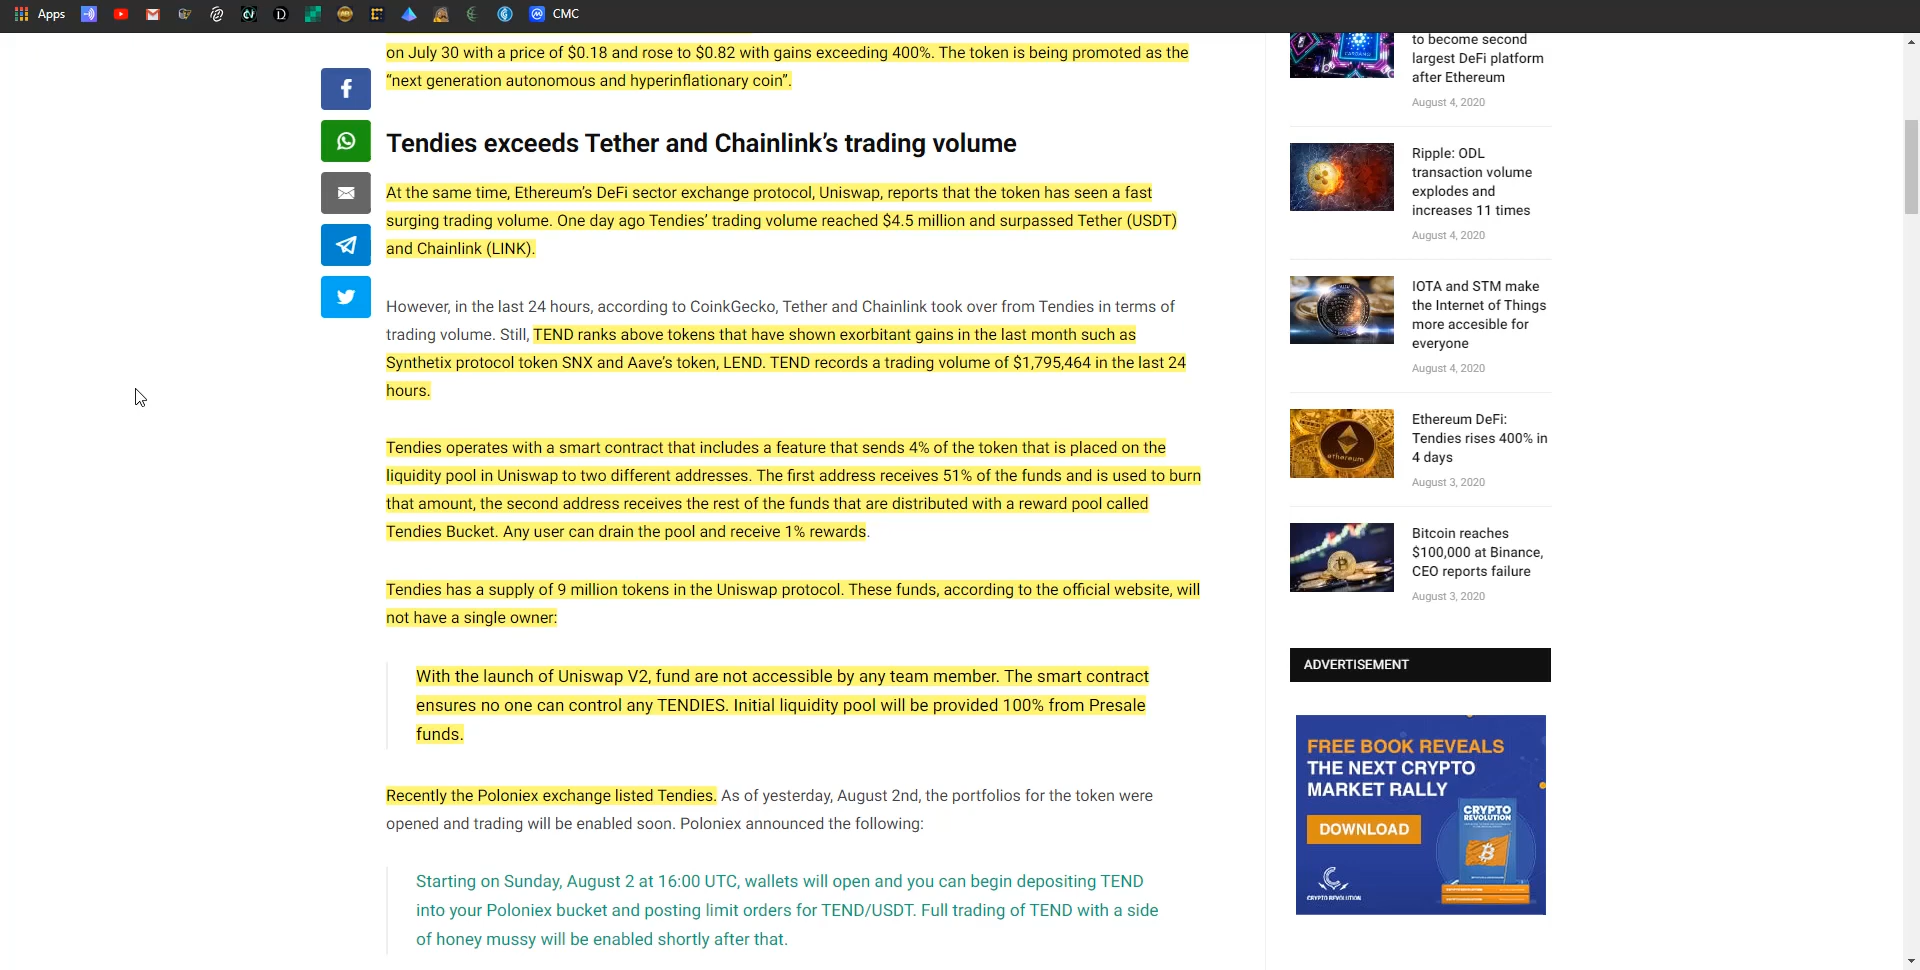 Apps
CMC
on July 30 with a price of $0.18 and rose to $0.82 with gains exceeding 400%. The token is being promoted as the
“next generation autonomous and hyperinflationary coin”.
Tendies exceeds Tether and Chainlink’s trading volume
At the same time, Ethereum’s DeFi sector exchange protocol, Uniswap, reports that the token has seen a fast
surging trading volume. One day ago Tendies’ trading volume reached $4.5 million and surpassed Tether (USDT)
and Chainlink (LINK).
However, in the last 24 hours, according to CoinkGecko, Tether and Chainlink took over from Tendies in terms of
trading volume. Still, TEND ranks above tokens that have shown exorbitant gains in the last month such as
Synthetix protocol token SNX and Aave’s token, LEND. TEND records a trading volume of $1,795,464 in the last 24
hours.
Tendies operates with a smart contract that includes a feature that sends 4% of the token that is placed on the
liquidity pool in Uniswap to two different addresses. The first address receives 51% of the funds and is used to burn
that amount, the second address receives the rest of the funds that are distributed with a reward pool called
Tendies Bucket. Any user can drain the pool and receive 1% rewards.
Tendies has a supply of 9 million tokens in the Uniswap protocol. These funds, according to the official website, will
not have a single owner:
With the launch of Uniswap V2, fund are not accessible by any team member. The smart contract
ensures no one can control any TENDIES. Initial liquidity pool will be provided 100% from Presale
funds.
Recently the Poloniex exchange listed Tendies. As of yesterday, August 2nd, the portfolios for the token were
opened and trading will be enabled soon. Poloniex announced the following:
Starting on Sunday, August 2 at 16:00 UTC, wallets will open and you can begin depositing TEND
into your Poloniex bucket and posting limit orders for TEND/USDT. Full trading of TEND with a side
of honey mussy will be enabled shortly after that.
to become second
largest DeFi platform
after Ethereum
August 4, 2020
Ripple: ODL
transaction volume
explodes and
increases 11 times
August 4, 2020
IOTA and STM make
the Internet of Things
more accesible for
everyone
August 4, 2020
Ethereum DeFi:
Tendies rises 400% in
4 days
August 3, 2020
Bitcoin reaches
$100,000 at Binance,
CEO reports failure
August 3, 2020
ADVERTISEMENT
FREE BOOK REVEALS
THE NEXT CRYPTO
MARKET RALLY
DOWNLOAD
CRYPTO
REVOLUTION
CRYPTO REVOLUTION